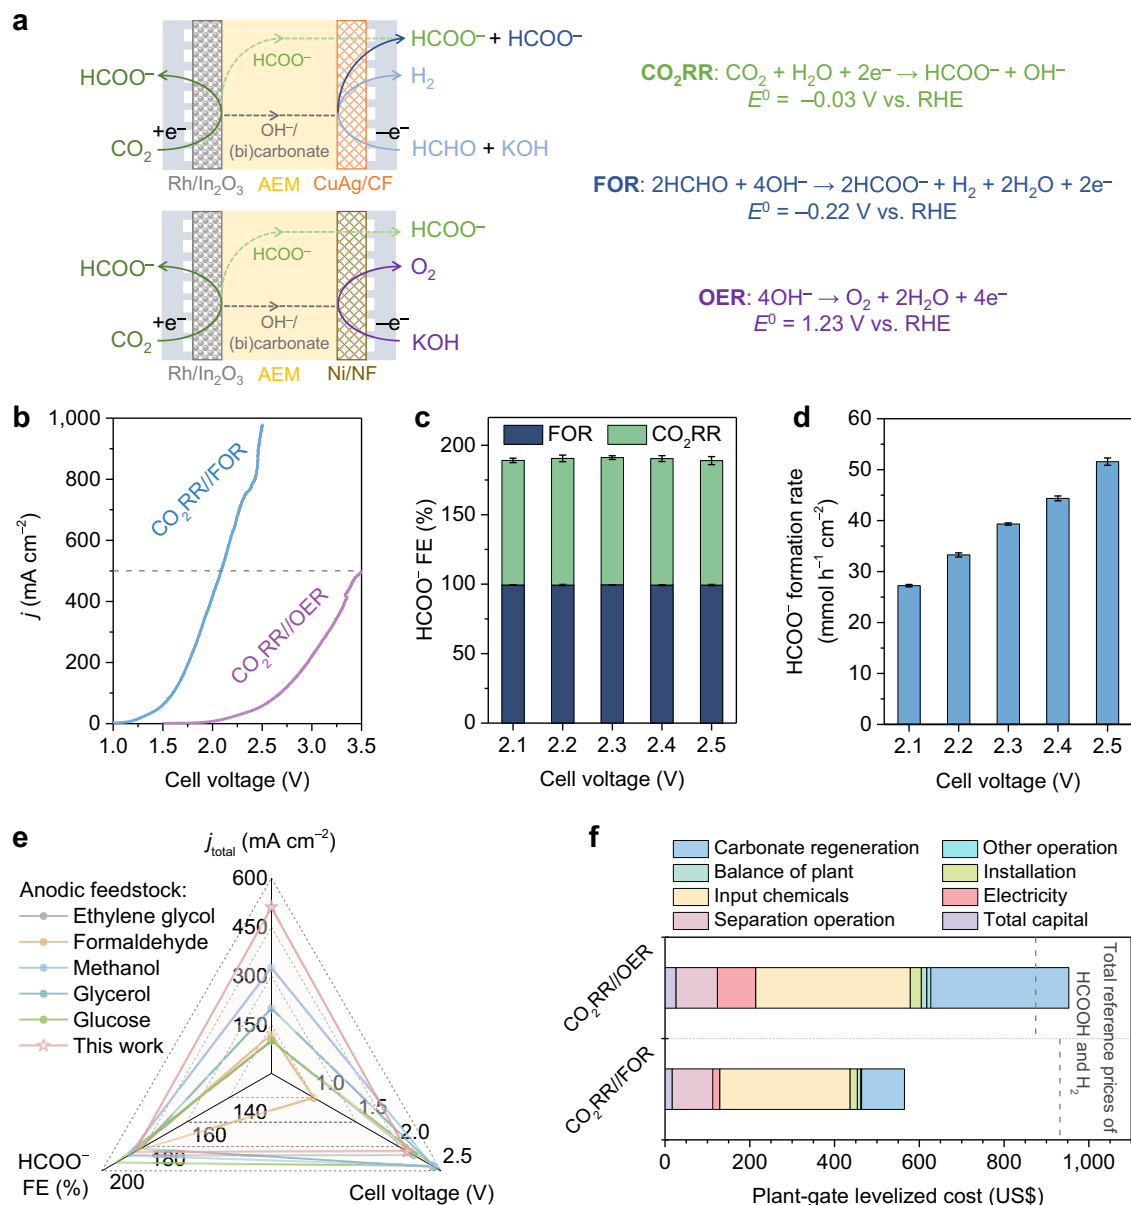 a
HCOO⁻ + HCOO⁻
HCOO⁻
HCOO⁻
H₂
+e⁻
OH⁻/
(bi)carbonate
–e⁻
CO₂
HCHO + KOH
Rh/In₂O₃
AEM
CuAg/CF
CO₂RR: CO₂ + H₂O + 2e⁻ → HCOO⁻ + OH⁻
E⁰ = –0.03 V vs. RHE
FOR: 2HCHO + 4OH⁻ → 2HCOO⁻ + H₂ + 2H₂O + 2e⁻
E⁰ = –0.22 V vs. RHE
OER: 4OH⁻ → O₂ + 2H₂O + 4e⁻
E⁰ = 1.23 V vs. RHE
HCOO⁻
HCOO⁻
HCOO⁻
O₂
+e⁻
OH⁻/
(bi)carbonate
–e⁻
CO₂
KOH
Rh/In₂O₃
AEM
Ni/NF
b
1,000
800
600
400
200
0
j (mA cm⁻²)
CO₂RR//FOR
CO₂RR//OER
1.0 1.5 2.0 2.5 3.0 3.5
Cell voltage (V)
c
FOR
CO₂RR
200
150
100
50
0
HCOO⁻ FE (%)
2.1 2.2 2.3 2.4 2.5
Cell voltage (V)
d
60
50
40
30
20
10
0
HCOO⁻ formation rate
(mmol h⁻¹ cm⁻²)
2.1 2.2 2.3 2.4 2.5
Cell voltage (V)
e
j_total (mA cm⁻²)
Anodic feedstock:
Ethylene glycol
Formaldehyde
Methanol
Glycerol
Glucose
This work
600
450
300
150
1.0
1.5
2.0
2.5
140
160
180
200
HCOO⁻
FE (%)
Cell voltage (V)
f
Carbonate regeneration
Balance of plant
Input chemicals
Separation operation
Other operation
Installation
Electricity
Total capital
CO₂RR//OER
CO₂RR//FOR
Total reference prices of
HCOOH and H₂
0 200 400 600 800 1,000
Plant-gate levelized cost (US$)